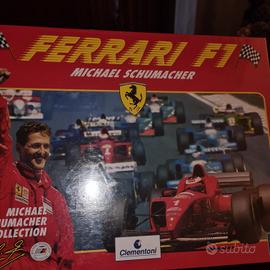 FERRARI F1
MICHAEL SCHUMACHER
MICHAEL
SCHUMACHER
COLLECTION
Clementoni
subito